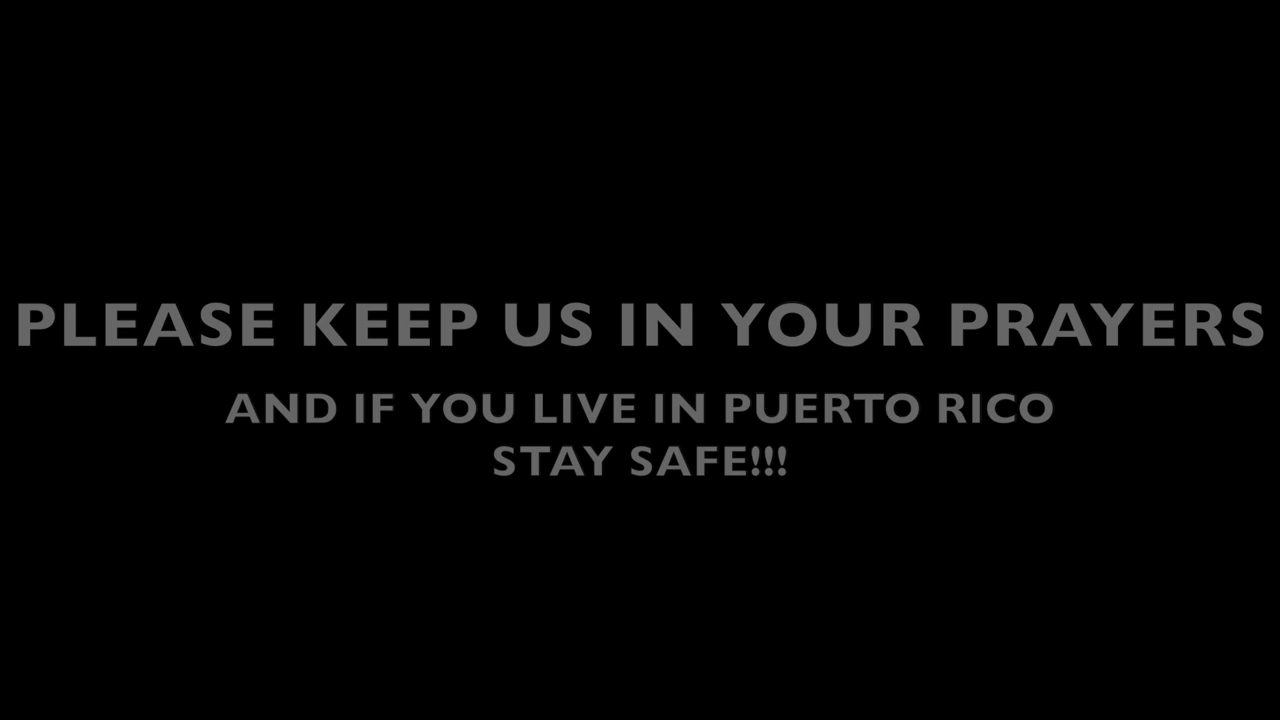 PLEASE KEEP US IN YOUR PRAYERS
AND IF YOU LIVE IN PUERTO RICO
STAY SAFE!!!